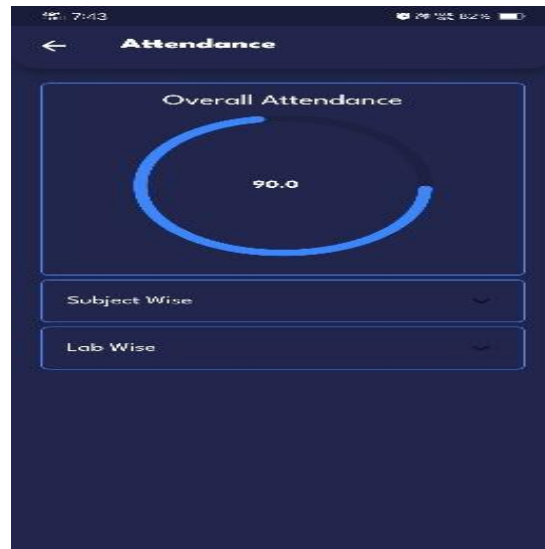 7:43 82%
Attendance
Overall Attendance
90.0
Subject Wise
Lab Wise